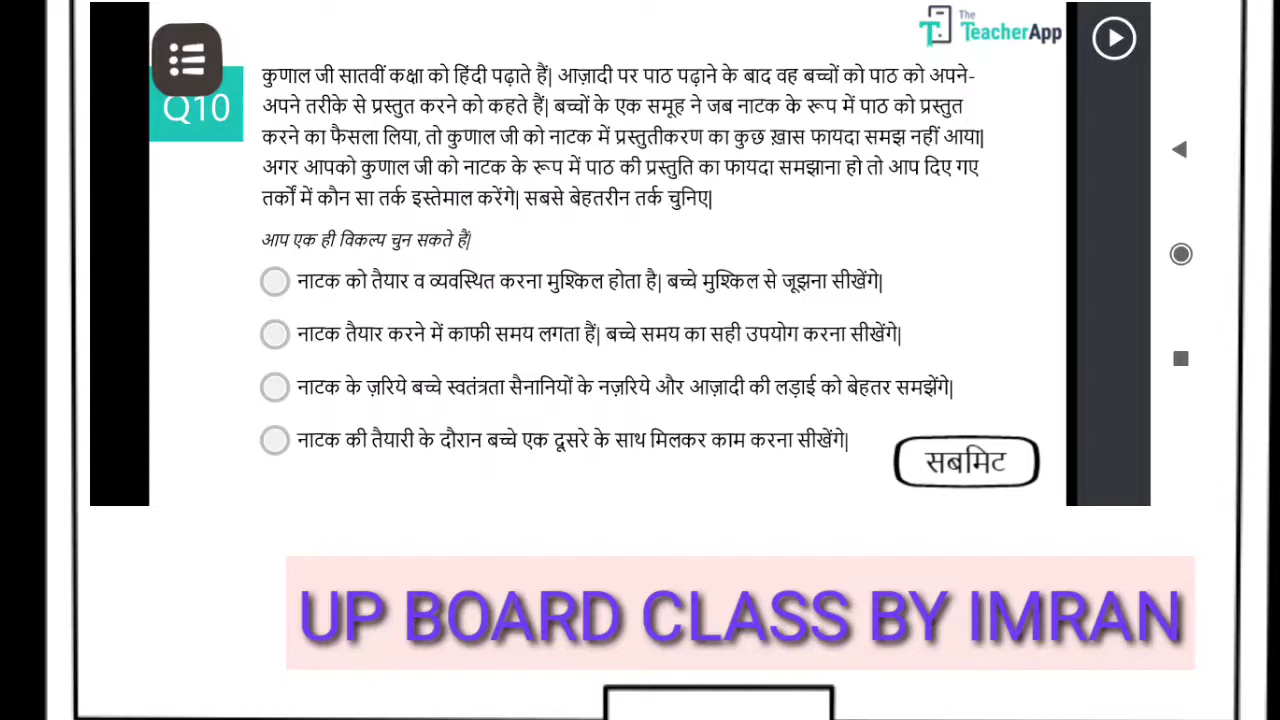 The
TeacherApp
Q10
कुणाल जी सातवीं कक्षा को हिंदी पढ़ाते हैं| आज़ादी पर पाठ पढ़ाने के बाद वह बच्चों को पाठ को अपने-
अपने तरीके से प्रस्तुत करने को कहते हैं| बच्चों के एक समूह ने जब नाटक के रूप में पाठ को प्रस्तुत
करने का फैसला लिया, तो कुणाल जी को नाटक में प्रस्तुतीकरण का कुछ ख़ास फायदा समझ नहीं आया|
अगर आपको कुणाल जी को नाटक के रूप में पाठ की प्रस्तुति का फायदा समझाना हो तो आप दिए गए
तर्कों में कौन सा तर्क इस्तेमाल करेंगे| सबसे बेहतरीन तर्क चुनिए|
आप एक ही विकल्प चुन सकते हैं|
नाटक को तैयार व व्यवस्थित करना मुश्किल होता है| बच्चे मुश्किल से जूझना सीखेंगे|
नाटक तैयार करने में काफी समय लगता हैं| बच्चे समय का सही उपयोग करना सीखेंगे|
नाटक के ज़रिये बच्चे स्वतंत्रता सैनानियों के नज़रिये और आज़ादी की लड़ाई को बेहतर समझेंगे|
नाटक की तैयारी के दौरान बच्चे एक दूसरे के साथ मिलकर काम करना सीखेंगे|
सबमिट
UP BOARD CLASS BY IMRAN